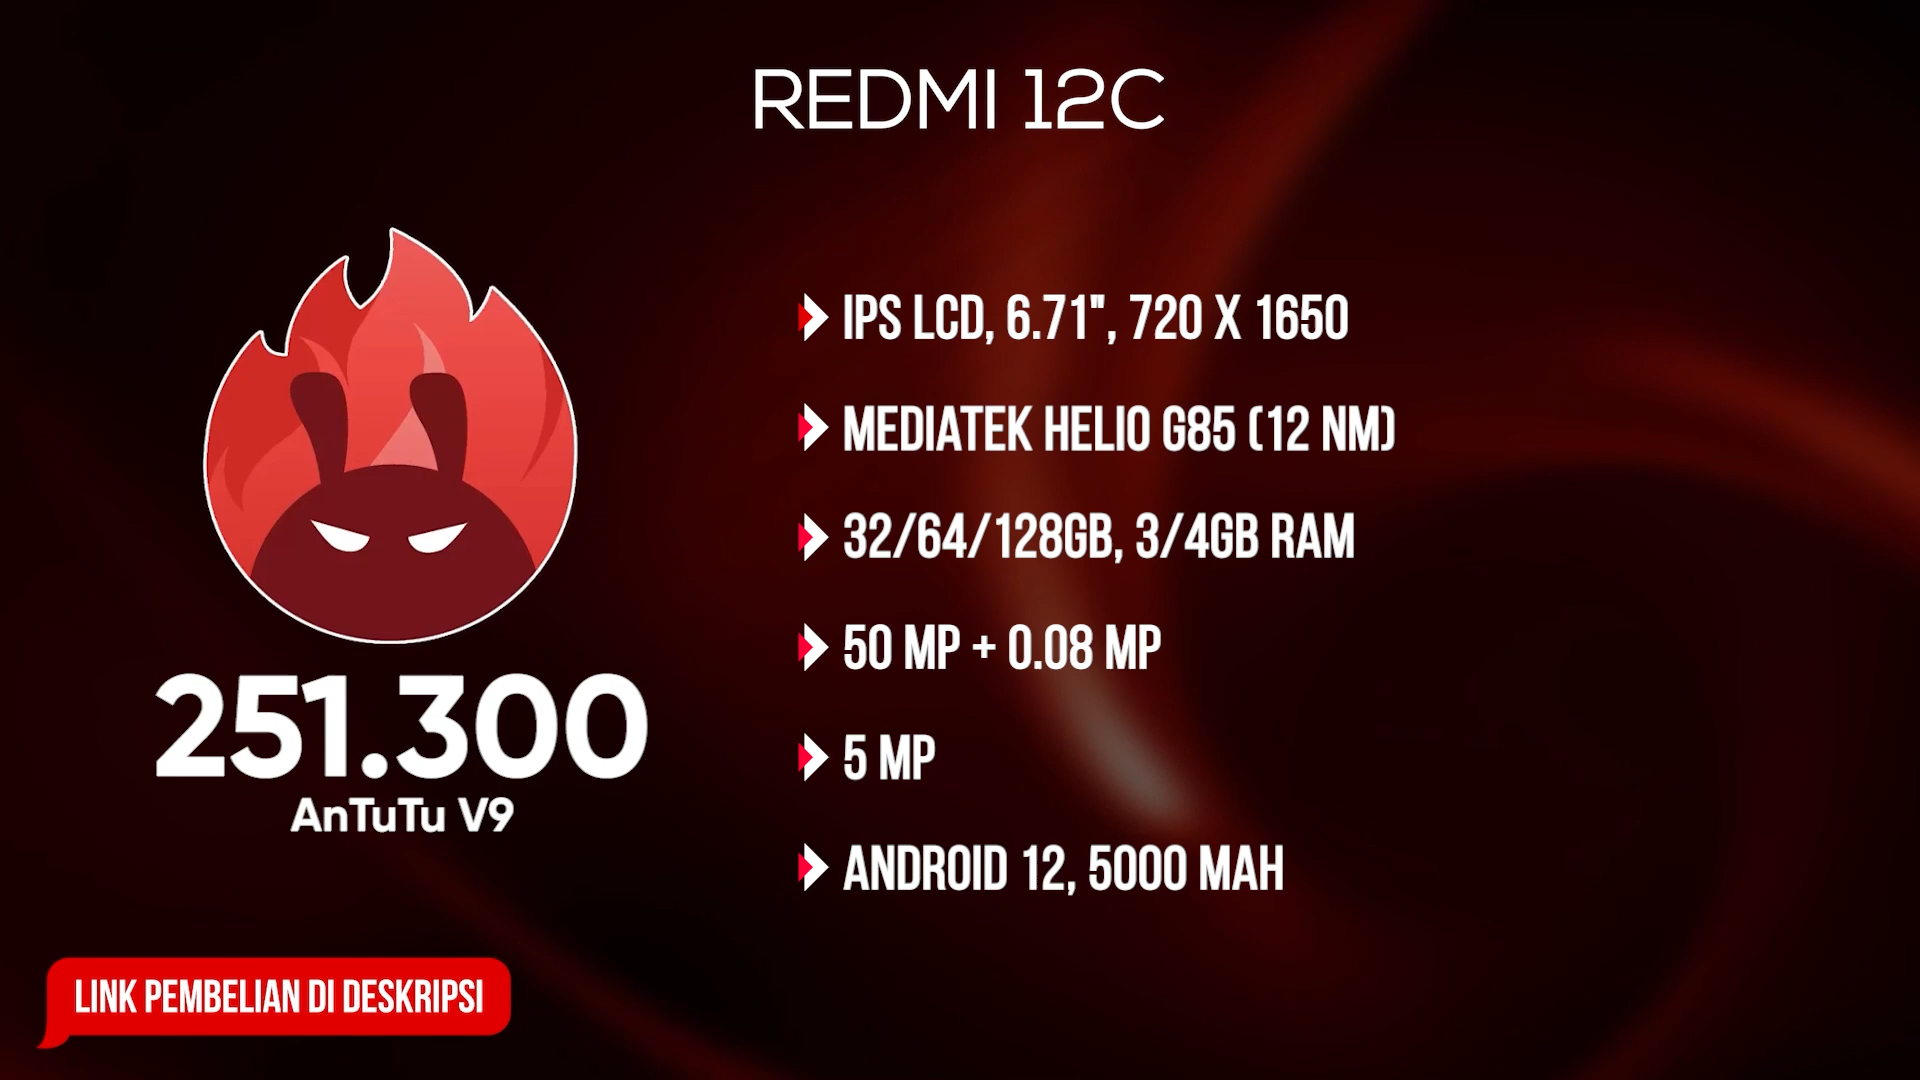 REDMI 12C
251.300
AnTuTu V9
IPS LCD, 6.71", 720 X 1650
MEDIATEK HELIO G85 (12 NM)
32/64/128GB, 3/4GB RAM
50 MP + 0.08 MP
5 MP
ANDROID 12, 5000 MAH
LINK PEMBELIAN DI DESKRIPSI